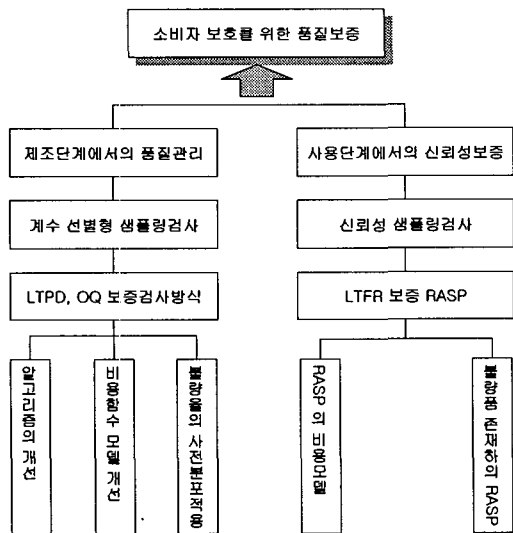 소비자 보호를 위한 품질보증
제조단계에서의 품질관리
사용단계에서의 신뢰성보증
계수 선별형 샘플링검사
신뢰성 샘플링검사
LTPD, OQ 보증검사방식
LTFR 보증 RASP
알고리즘의 개선
비용함수 모델 개선
불량율의 사전분포적용
RASP 의 비용모델
불량품 존재하의 RASP